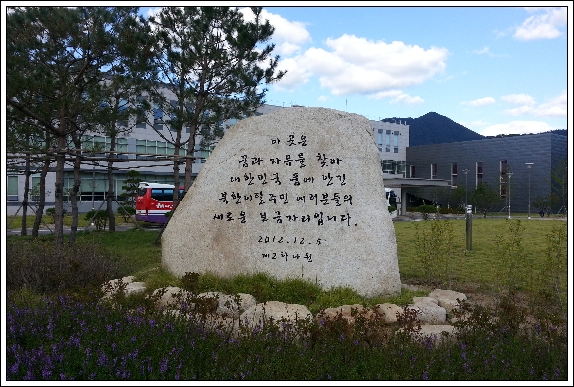 이 곳은
꿈과 자유를 찾아
대한민국 품에 안긴
북한이탈주민 여러분들의
새로운 보금자리입니다.
2012.12.5
제2하나원